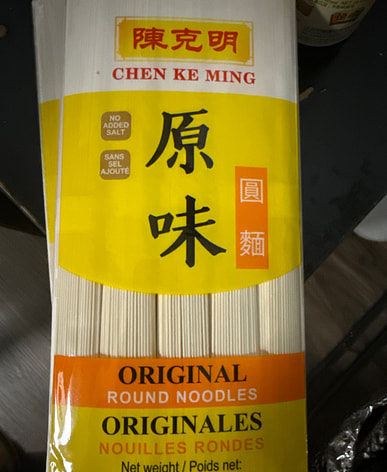 陳克明
CHEN KE MING
NO
ADDED
SALT
SANS
SEL
AJOUTÉ
原味
圓麵
ORIGINAL
ROUND NOODLES
ORIGINALES
NOUILLES RONDES
Net weight / Poids net: